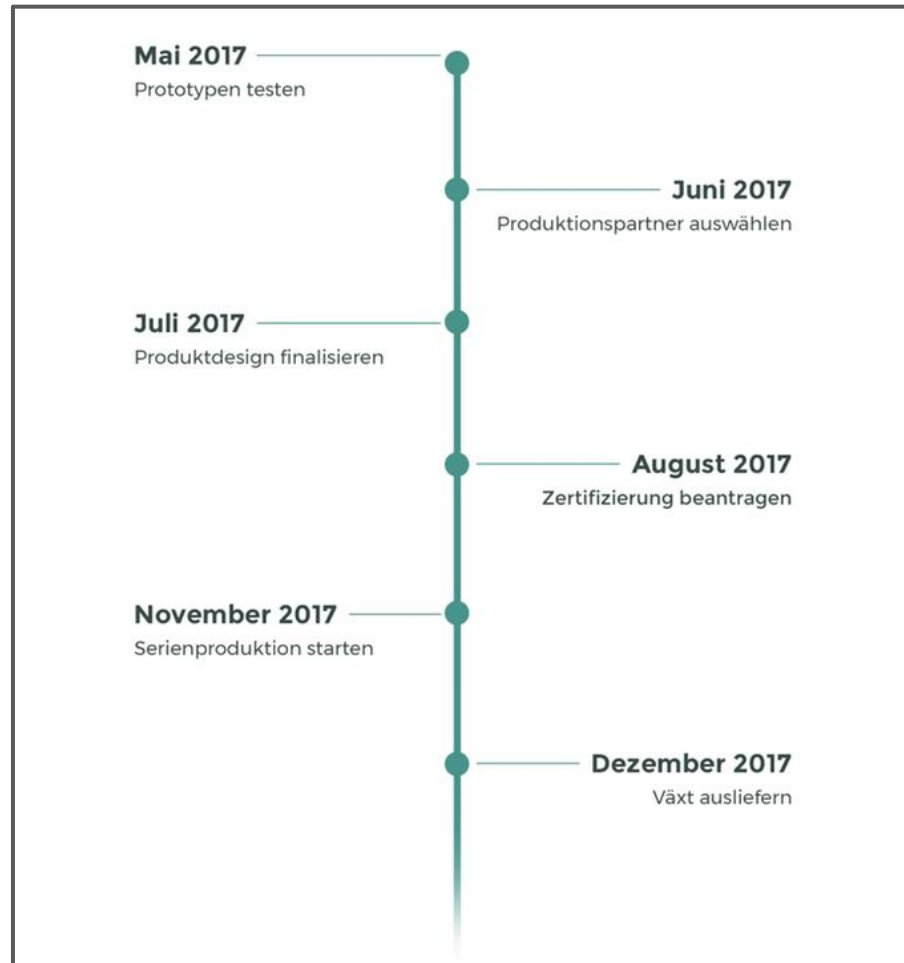 Mai 2017
Prototypen testen
Juni 2017
Produktionspartner auswählen
Juli 2017
Produktdesign finalisieren
August 2017
Zertifizierung beantragen
November 2017
Serienproduktion starten
Dezember 2017
Växt ausliefern